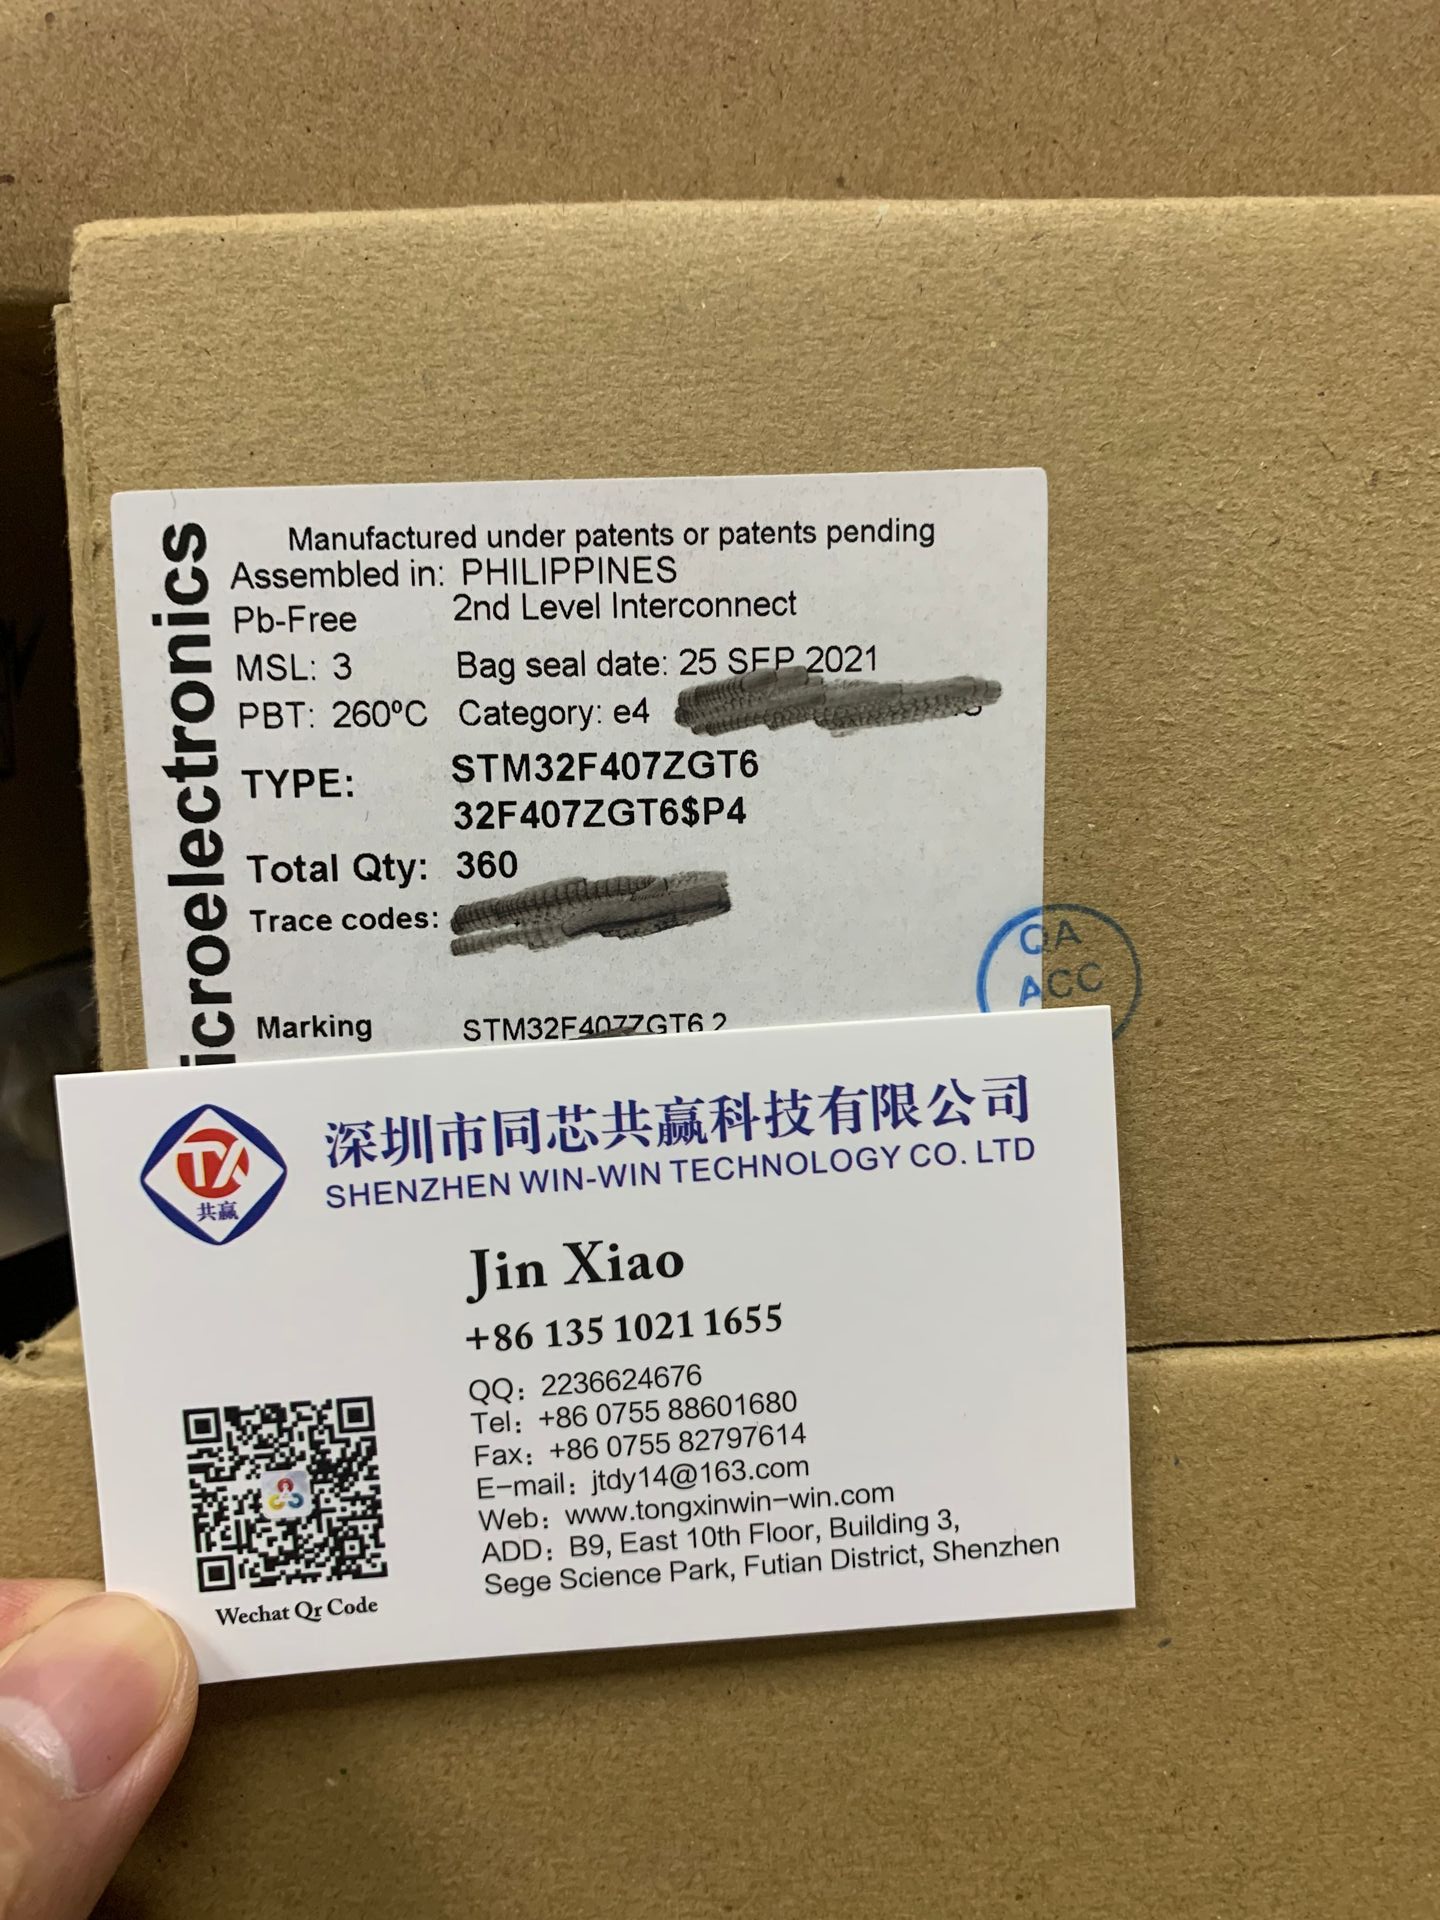 icroelectronics
Manufactured under patents or patents pending
Assembled in: PHILIPPINES
Pb-Free 2nd Level Interconnect
MSL: 3 Bag seal date: 25 SEP 2021
PBT: 260ºC Category: e4
TYPE: STM32F407ZGT6
32F407ZGT6$P4
Total Qty: 360
Trace codes:
Marking STM32F407ZGT6 2
QA
ACC
TX
共赢
深圳市同芯共赢科技有限公司
SHENZHEN WIN-WIN TECHNOLOGY CO. LTD
Jin Xiao
+86 135 1021 1655
QQ: 2236624676
Tel: +86 0755 88601680
Fax: +86 0755 82797614
E-mail: jtdy14@163.com
Web: www.tongxinwin-win.com
ADD: B9, East 10th Floor, Building 3,
Sege Science Park, Futian District, Shenzhen
Wechat Qr Code